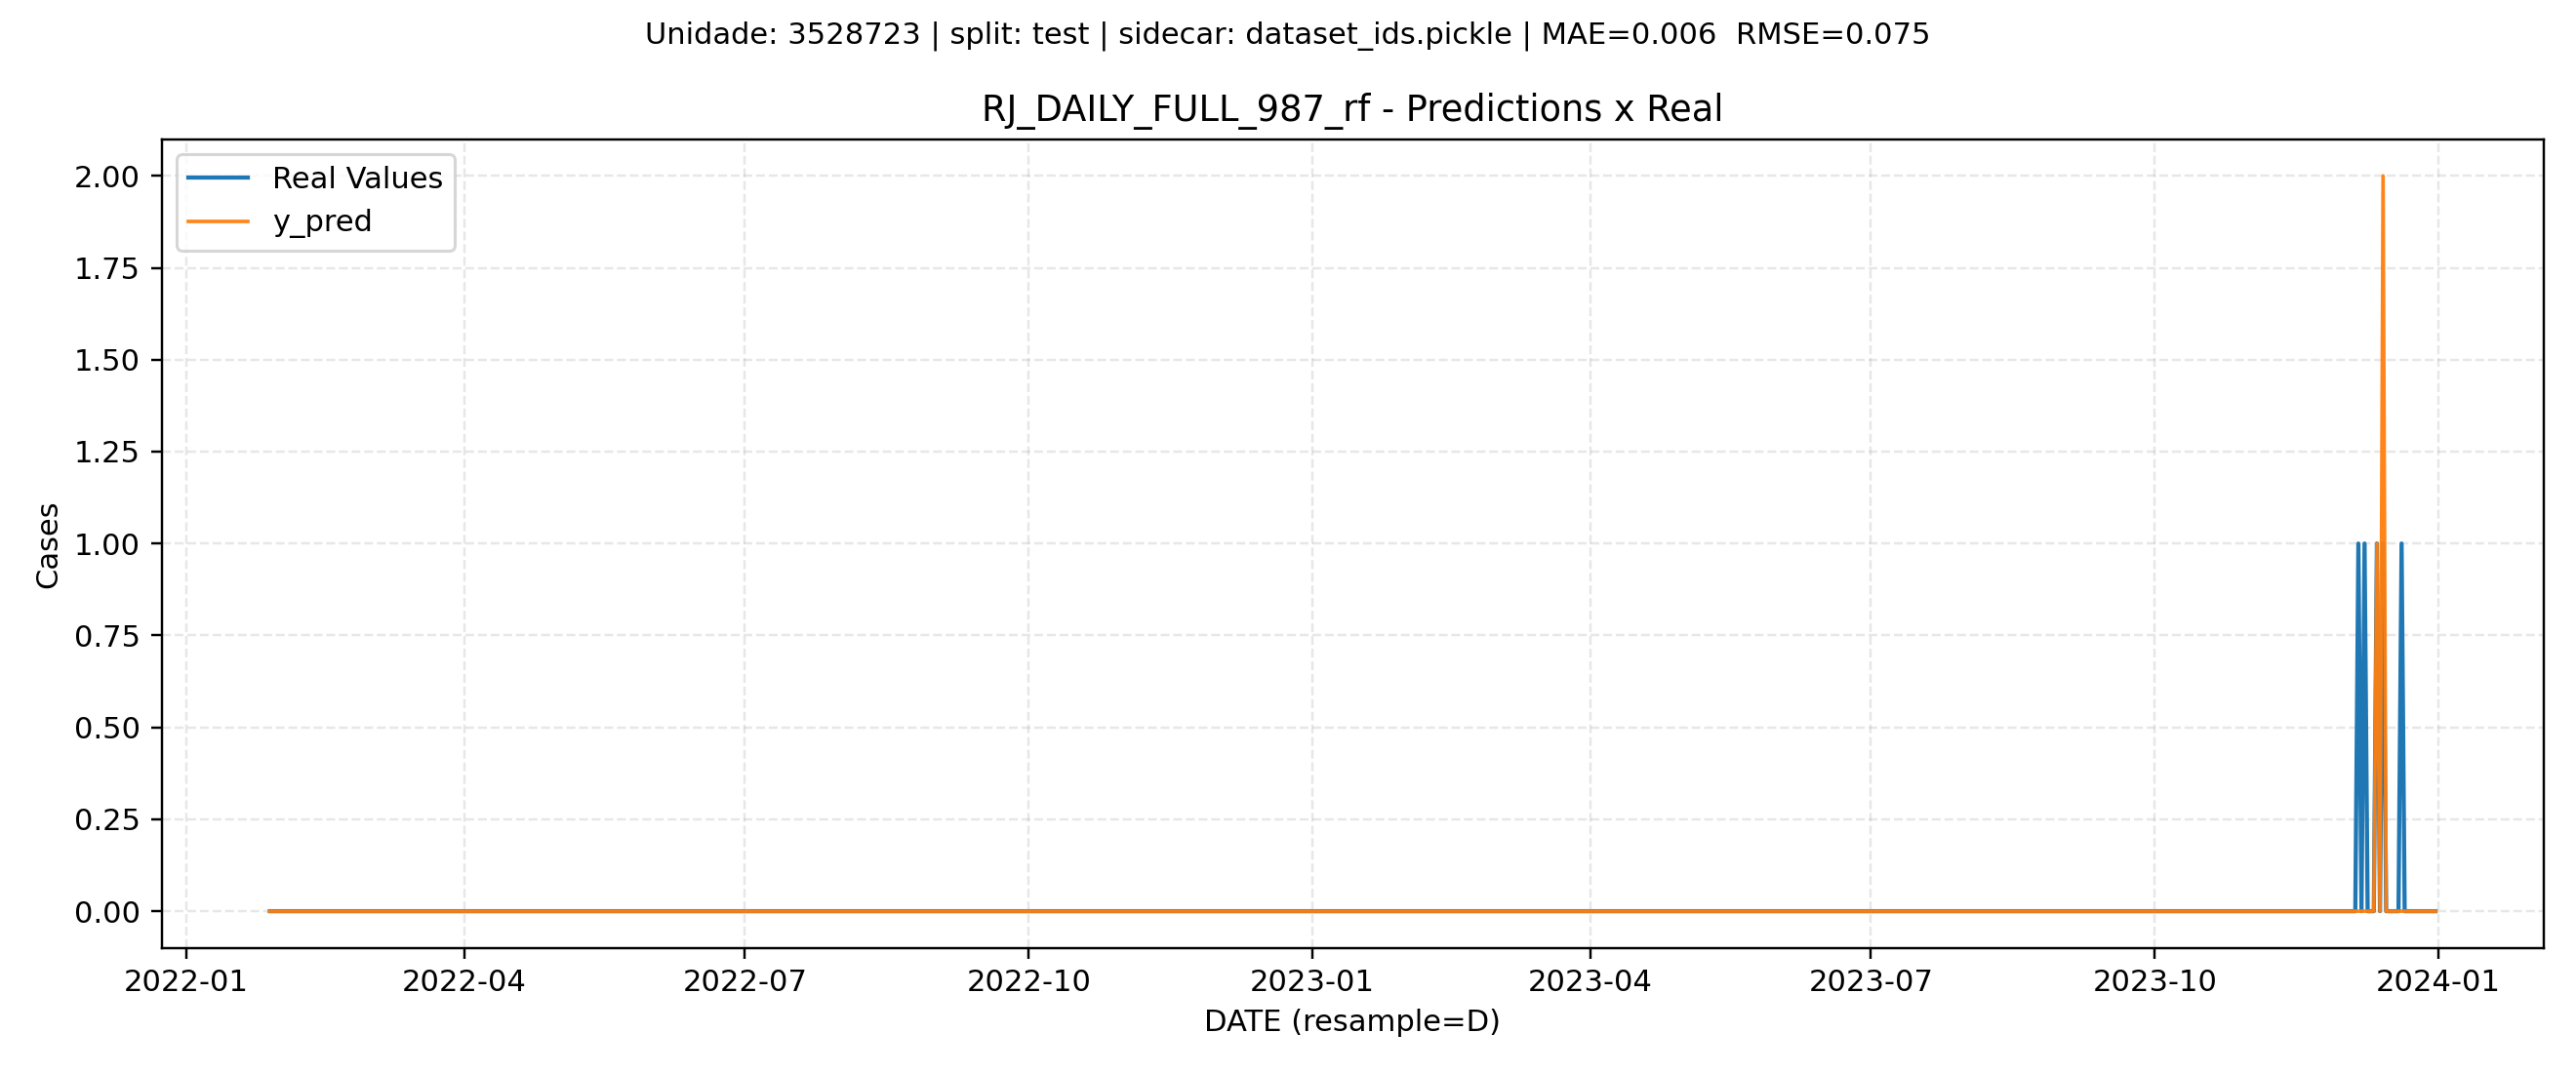 Unidade: 3528723 | split: test | sidecar: dataset_ids.pickle | MAE=0.006  RMSE=0.075
RJ_DAILY_FULL_987_rf - Predictions x Real
Real Values
y_pred
2.00
1.75
1.50
1.25
1.00
0.75
0.50
0.25
0.00
Cases
2022-01 2022-04 2022-07 2022-10 2023-01 2023-04 2023-07 2023-10 2024-01
DATE (resample=D)